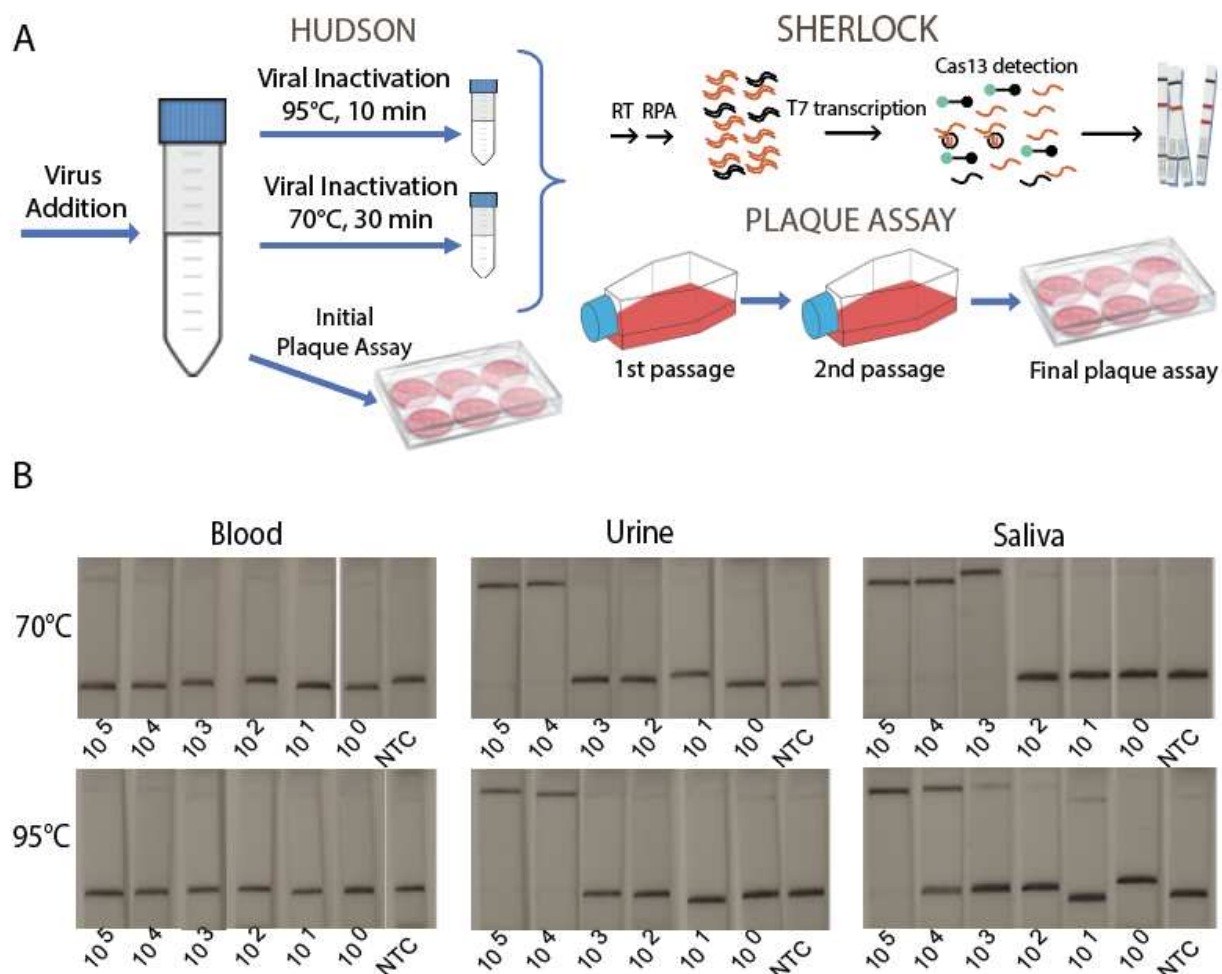 A
HUDSON
SHERLOCK
Viral Inactivation
95°C, 10 min
Virus
Addition
Viral Inactivation
70°C, 30 min
Initial
Plaque Assay
RT RPA
T7 transcription
Cas13 detection
PLAQUE ASSAY
1st passage
2nd passage
Final plaque assay
B
Blood
Urine
Saliva
70°C
10 5 10 4 10 3 10 2 10 1 10 0 NTC
10 5 10 4 10 3 10 2 10 1 10 0 NTC
10 5 10 4 10 3 10 2 10 1 10 0 NTC
95°C
10 5 10 4 10 3 10 2 10 1 10 0 NTC
10 5 10 4 10 3 10 2 10 1 10 0 NTC
10 5 10 4 10 3 10 2 10 1 10 0 NTC